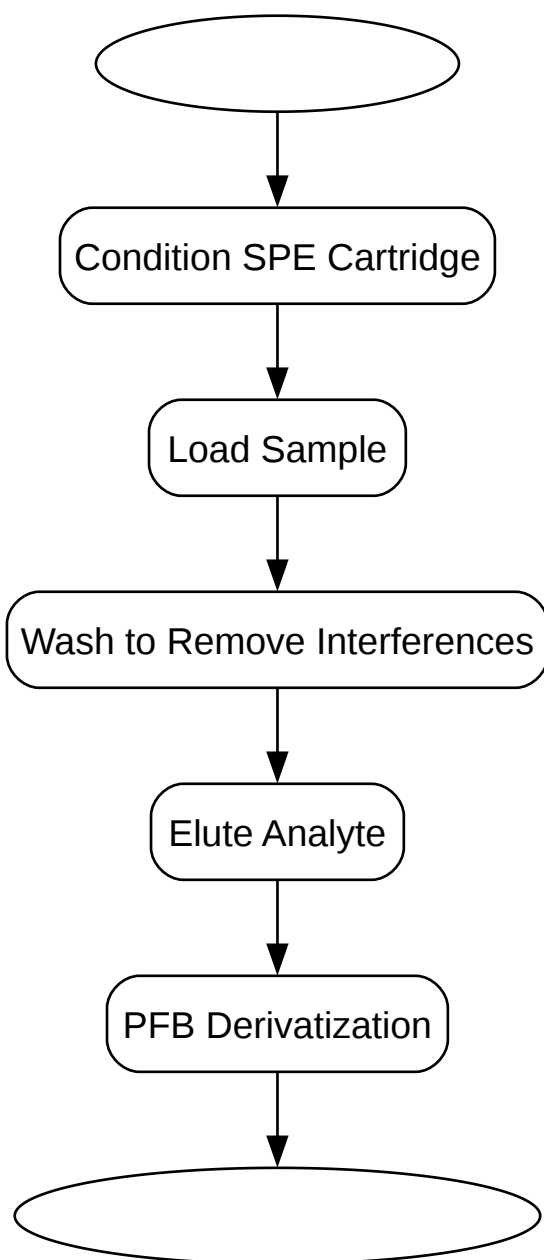 Condition SPE Cartridge
Load Sample
Wash to Remove Interferences
Elute Analyte
PFB Derivatization